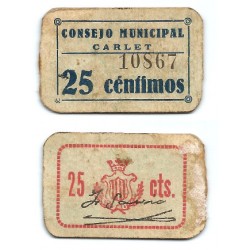 CONSEJO MUNICIPAL
CARLET
10867
25 céntimos
25 cts.